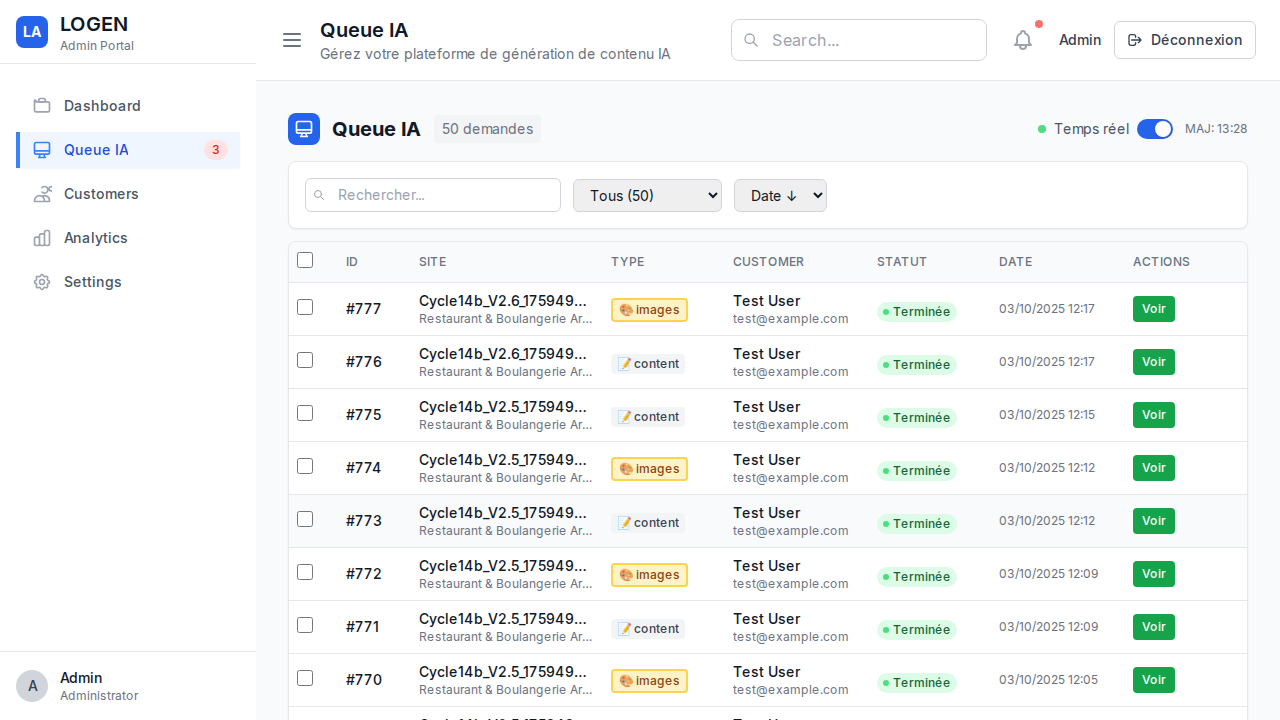 LA LOGEN
Admin Portal
Dashboard
Queue IA 3
Customers
Analytics
Settings
A Admin
Administrator
Queue IA
Gérez votre plateforme de génération de contenu IA
Search...
Admin
Déconnexion
Queue IA 50 demandes
Temps réel MAJ: 13:28
Rechercher... Tous (50) Date ↓
ID SITE TYPE CUSTOMER STATUT DATE ACTIONS
#777 Cycle14b_V2.6_175949... images Test User Terminée 03/10/2025 12:17 Voir
Restaurant & Boulangerie Ar... test@example.com
#776 Cycle14b_V2.6_175949... content Test User Terminée 03/10/2025 12:17 Voir
Restaurant & Boulangerie Ar... test@example.com
#775 Cycle14b_V2.5_175949... content Test User Terminée 03/10/2025 12:15 Voir
Restaurant & Boulangerie Ar... test@example.com
#774 Cycle14b_V2.5_175949... images Test User Terminée 03/10/2025 12:12 Voir
Restaurant & Boulangerie Ar... test@example.com
#773 Cycle14b_V2.5_175949... content Test User Terminée 03/10/2025 12:12 Voir
Restaurant & Boulangerie Ar... test@example.com
#772 Cycle14b_V2.5_175949... images Test User Terminée 03/10/2025 12:09 Voir
Restaurant & Boulangerie Ar... test@example.com
#771 Cycle14b_V2.5_175949... content Test User Terminée 03/10/2025 12:09 Voir
Restaurant & Boulangerie Ar... test@example.com
#770 Cycle14b_V2.5_175949... images Test User Terminée 03/10/2025 12:05 Voir
Restaurant & Boulangerie Ar... test@example.com